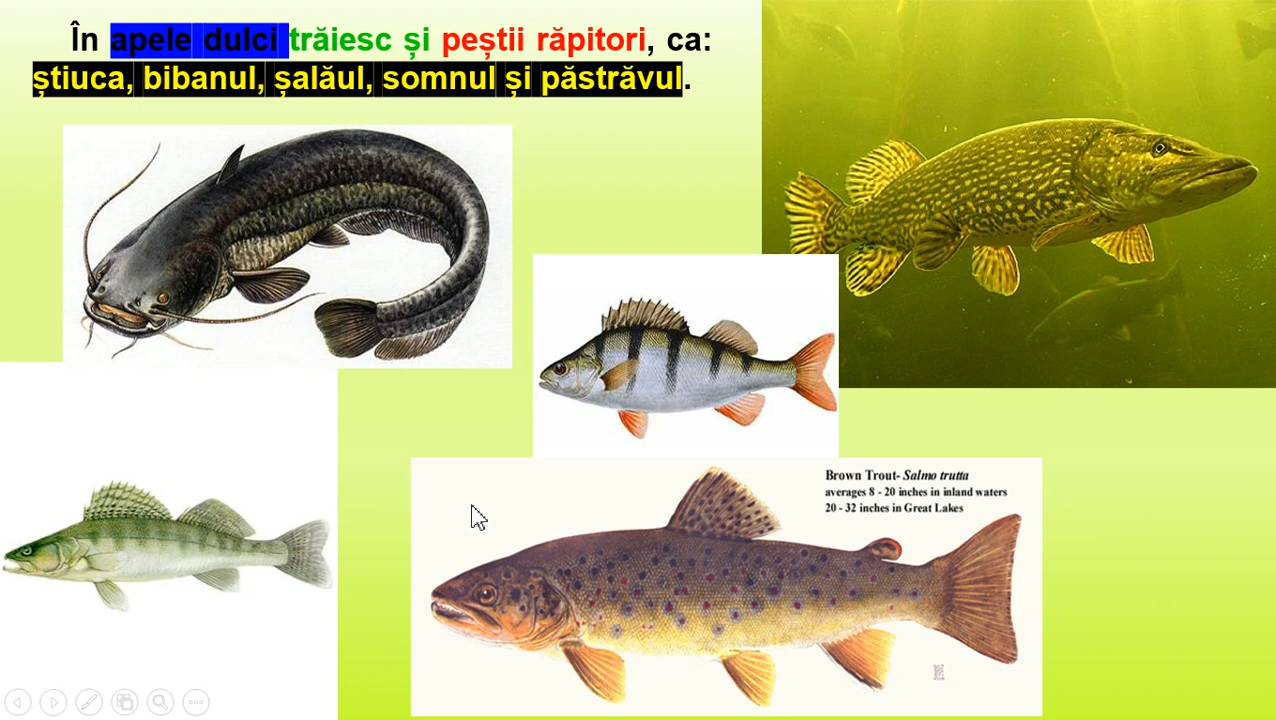 În apele dulci trăiesc și peștii răpitori, ca:
știuca, bibanul, șalăul, somnul și păstrăvul.
Brown Trout- Salmo trutta
averages 8 - 20 inches in inland waters
20 - 32 inches in Great Lakes